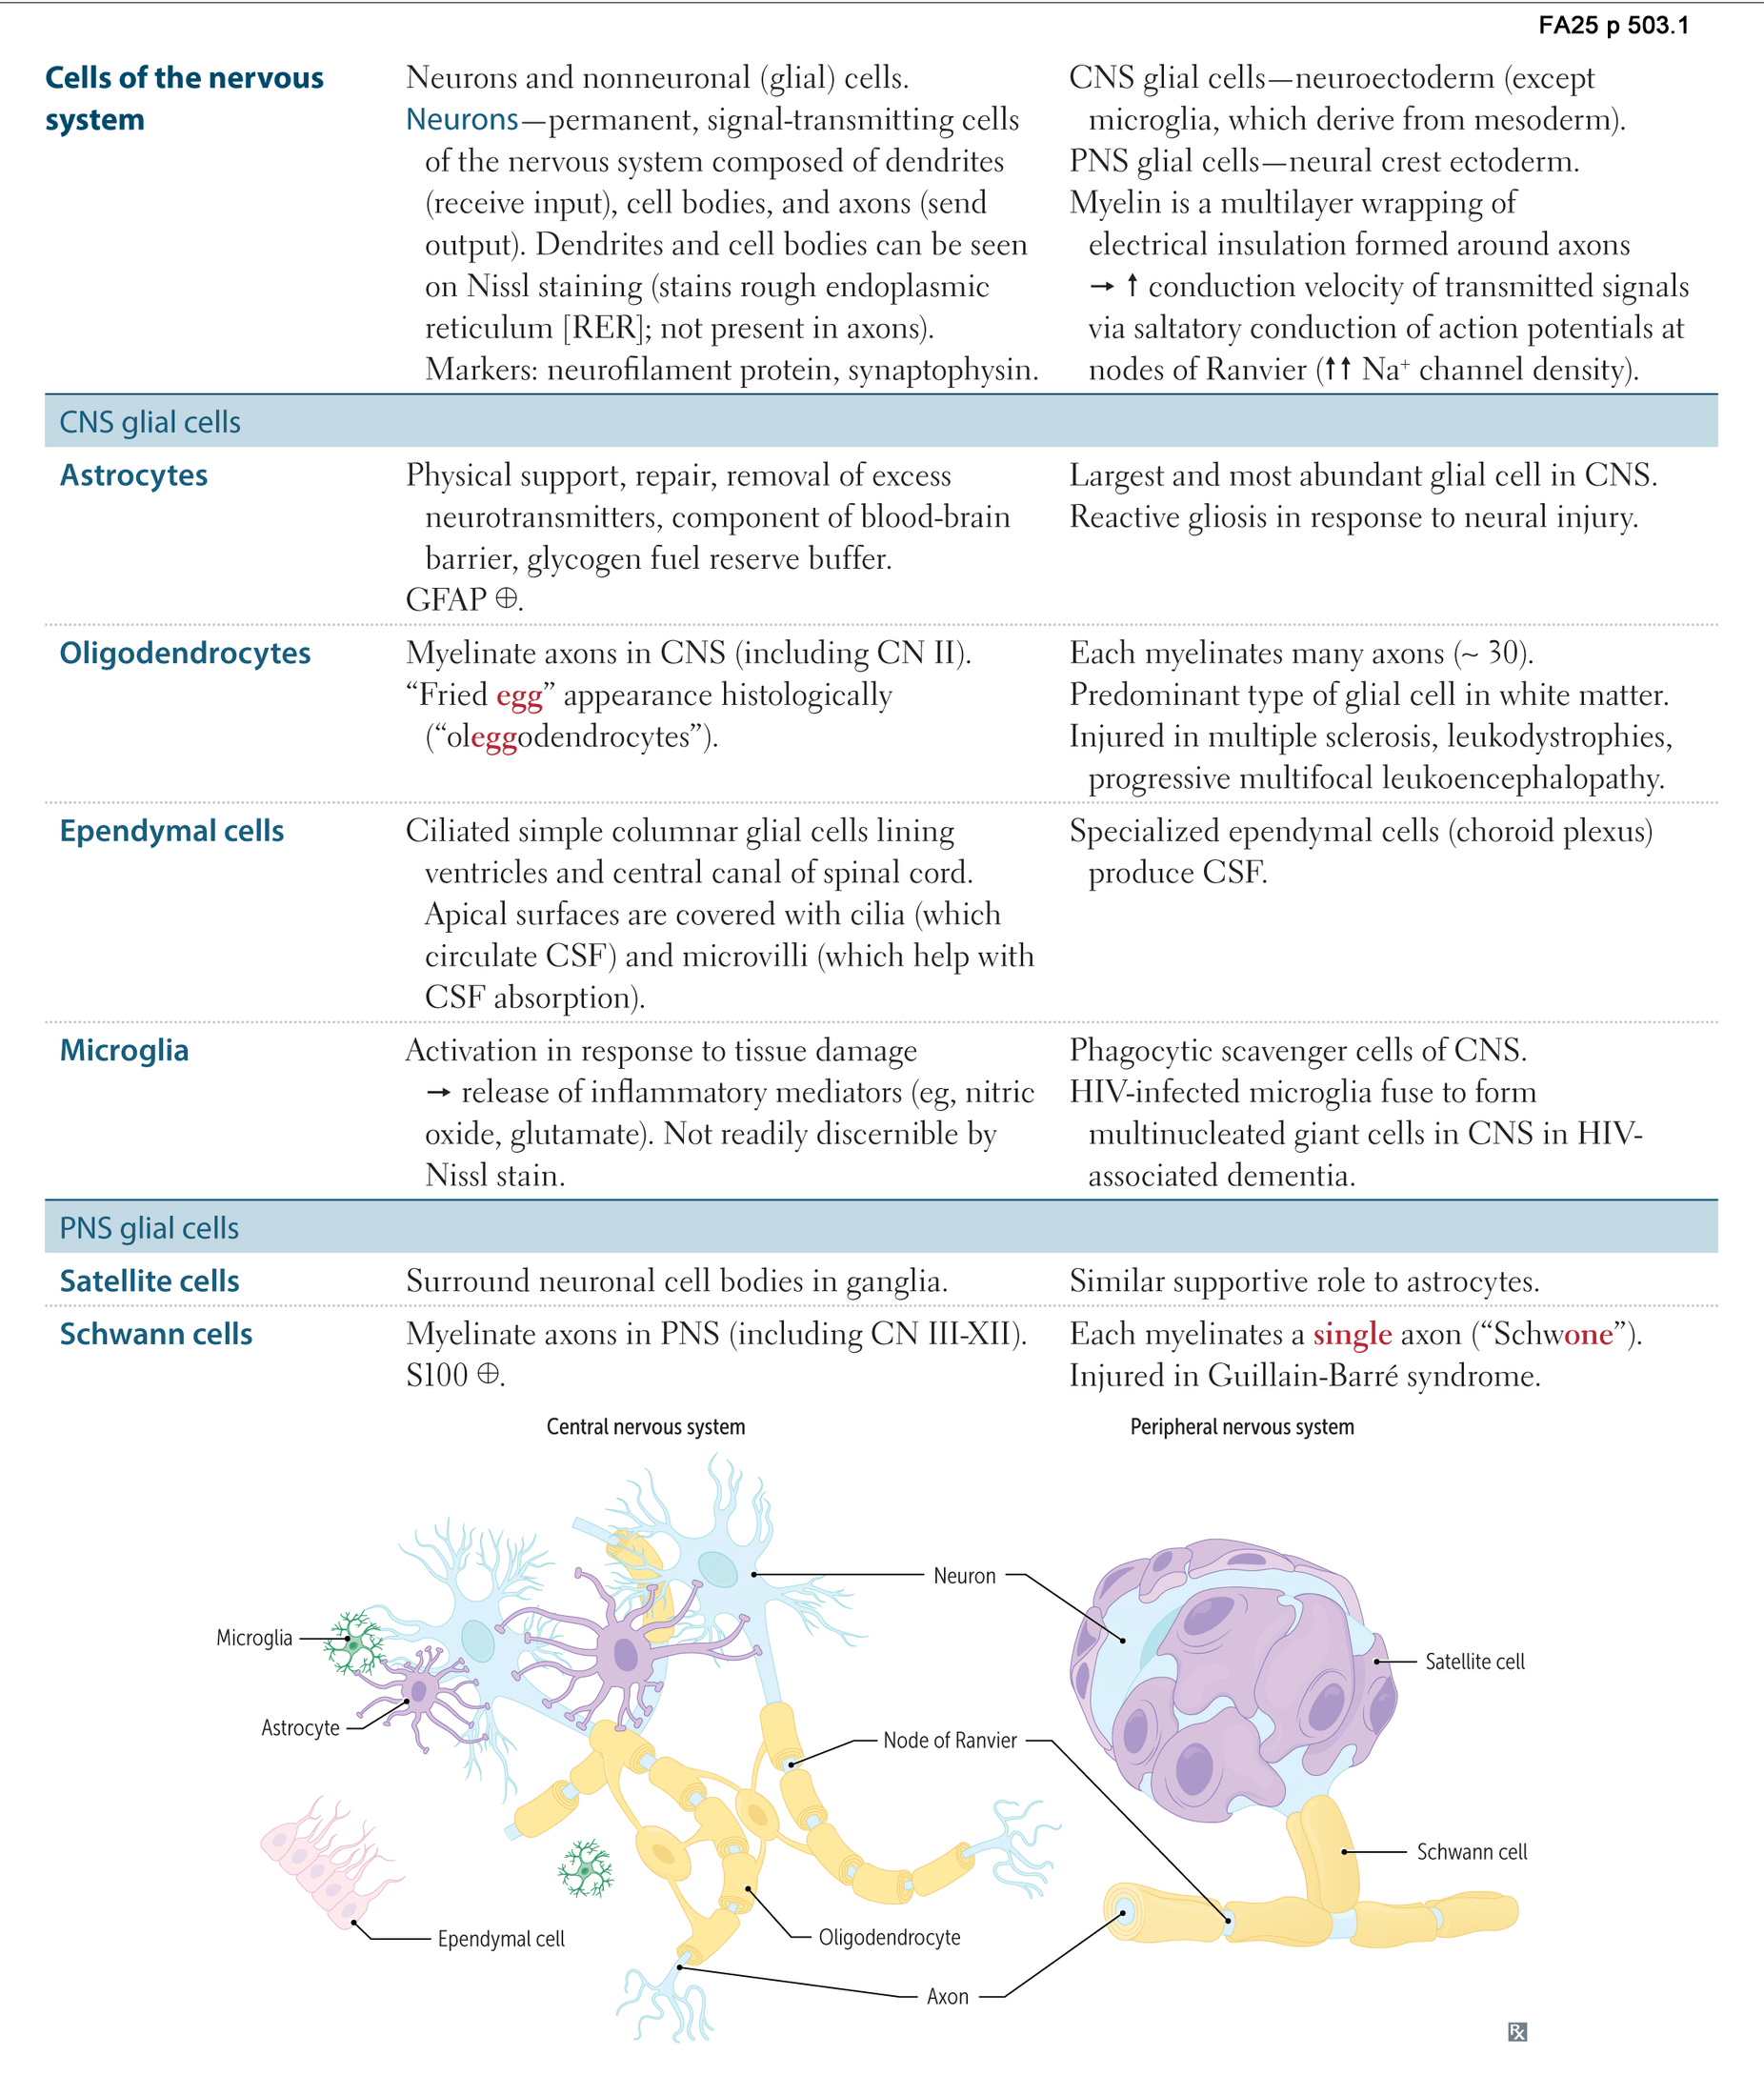 FA25 p 503.1
Cells of the nervous
system
Neurons and nonneuronal (glial) cells.
Neurons—permanent, signal-transmitting cells
of the nervous system composed of dendrites
(receive input), cell bodies, and axons (send
output). Dendrites and cell bodies can be seen
on Nissl staining (stains rough endoplasmic
reticulum [RER]; not present in axons).
Markers: neurofilament protein, synaptophysin.
CNS glial cells—neuroectoderm (except
microglia, which derive from mesoderm).
PNS glial cells—neural crest ectoderm.
Myelin is a multilayer wrapping of
electrical insulation formed around axons
→ ↑ conduction velocity of transmitted signals
via saltatory conduction of action potentials at
nodes of Ranvier (↑↑ Na⁺ channel density).
CNS glial cells
Astrocytes
Physical support, repair, removal of excess
neurotransmitters, component of blood-brain
barrier, glycogen fuel reserve buffer.
GFAP ⊕.
Largest and most abundant glial cell in CNS.
Reactive gliosis in response to neural injury.
Oligodendrocytes
Myelinate axons in CNS (including CN II).
“Fried egg” appearance histologically
(“oleggodendrocytes”).
Each myelinates many axons (~ 30).
Predominant type of glial cell in white matter.
Injured in multiple sclerosis, leukodystrophies,
progressive multifocal leukoencephalopathy.
Ependymal cells
Ciliated simple columnar glial cells lining
ventricles and central canal of spinal cord.
Apical surfaces are covered with cilia (which
circulate CSF) and microvilli (which help with
CSF absorption).
Specialized ependymal cells (choroid plexus)
produce CSF.
Microglia
Activation in response to tissue damage
→ release of inflammatory mediators (eg, nitric
oxide, glutamate). Not readily discernible by
Nissl stain.
Phagocytic scavenger cells of CNS.
HIV-infected microglia fuse to form
multinucleated giant cells in CNS in HIV-
associated dementia.
PNS glial cells
Satellite cells
Surround neuronal cell bodies in ganglia.
Similar supportive role to astrocytes.
Schwann cells
Myelinate axons in PNS (including CN III-XII).
S100 ⊕.
Each myelinates a single axon (“Schwone”).
Injured in Guillain-Barré syndrome.
Central nervous system
Peripheral nervous system
Neuron
Microglia
Satellite cell
Astrocyte
Node of Ranvier
Schwann cell
Ependymal cell
Oligodendrocyte
Axon
Rx